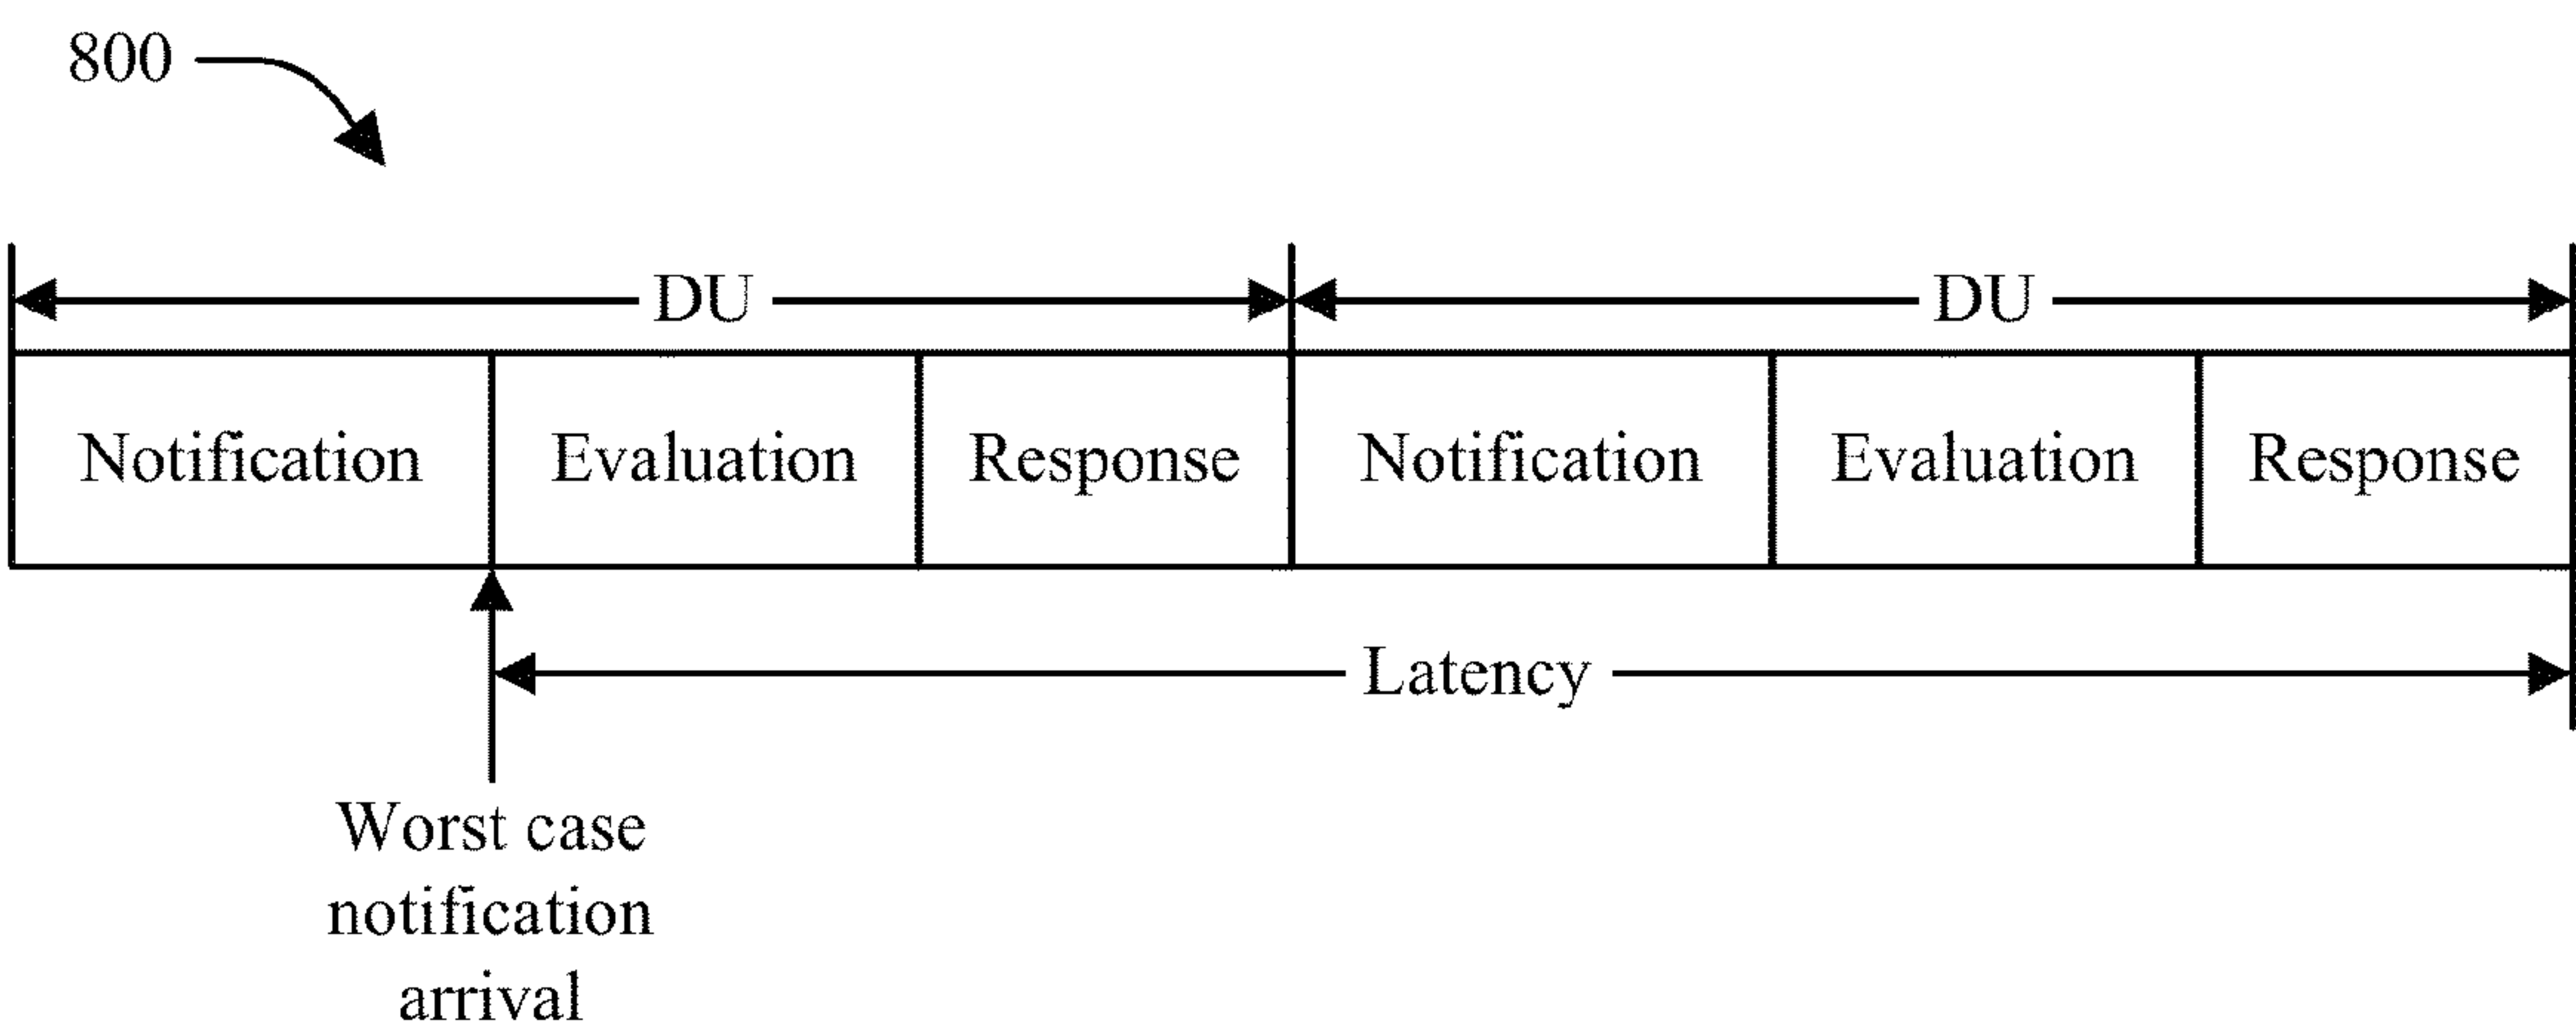 800
DU DU
Notification Evaluation Response Notification Evaluation Response
Latency
Worst case
notification
arrival